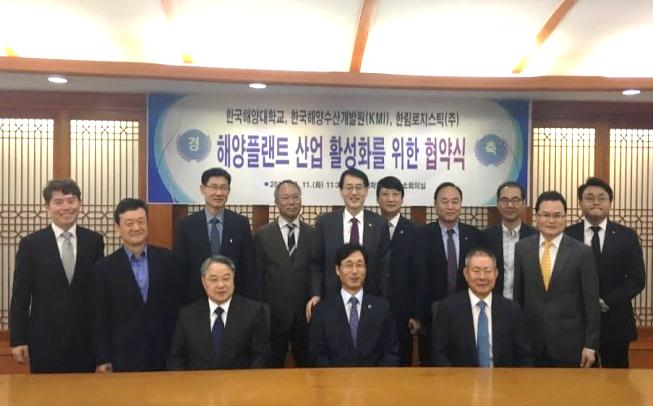 한국해양대학교, 한국해양수산개발원(KMI), 한림로지스틱(주)
경 해양플랜트 산업 활성화를 위한 협약식 축
11.(화)